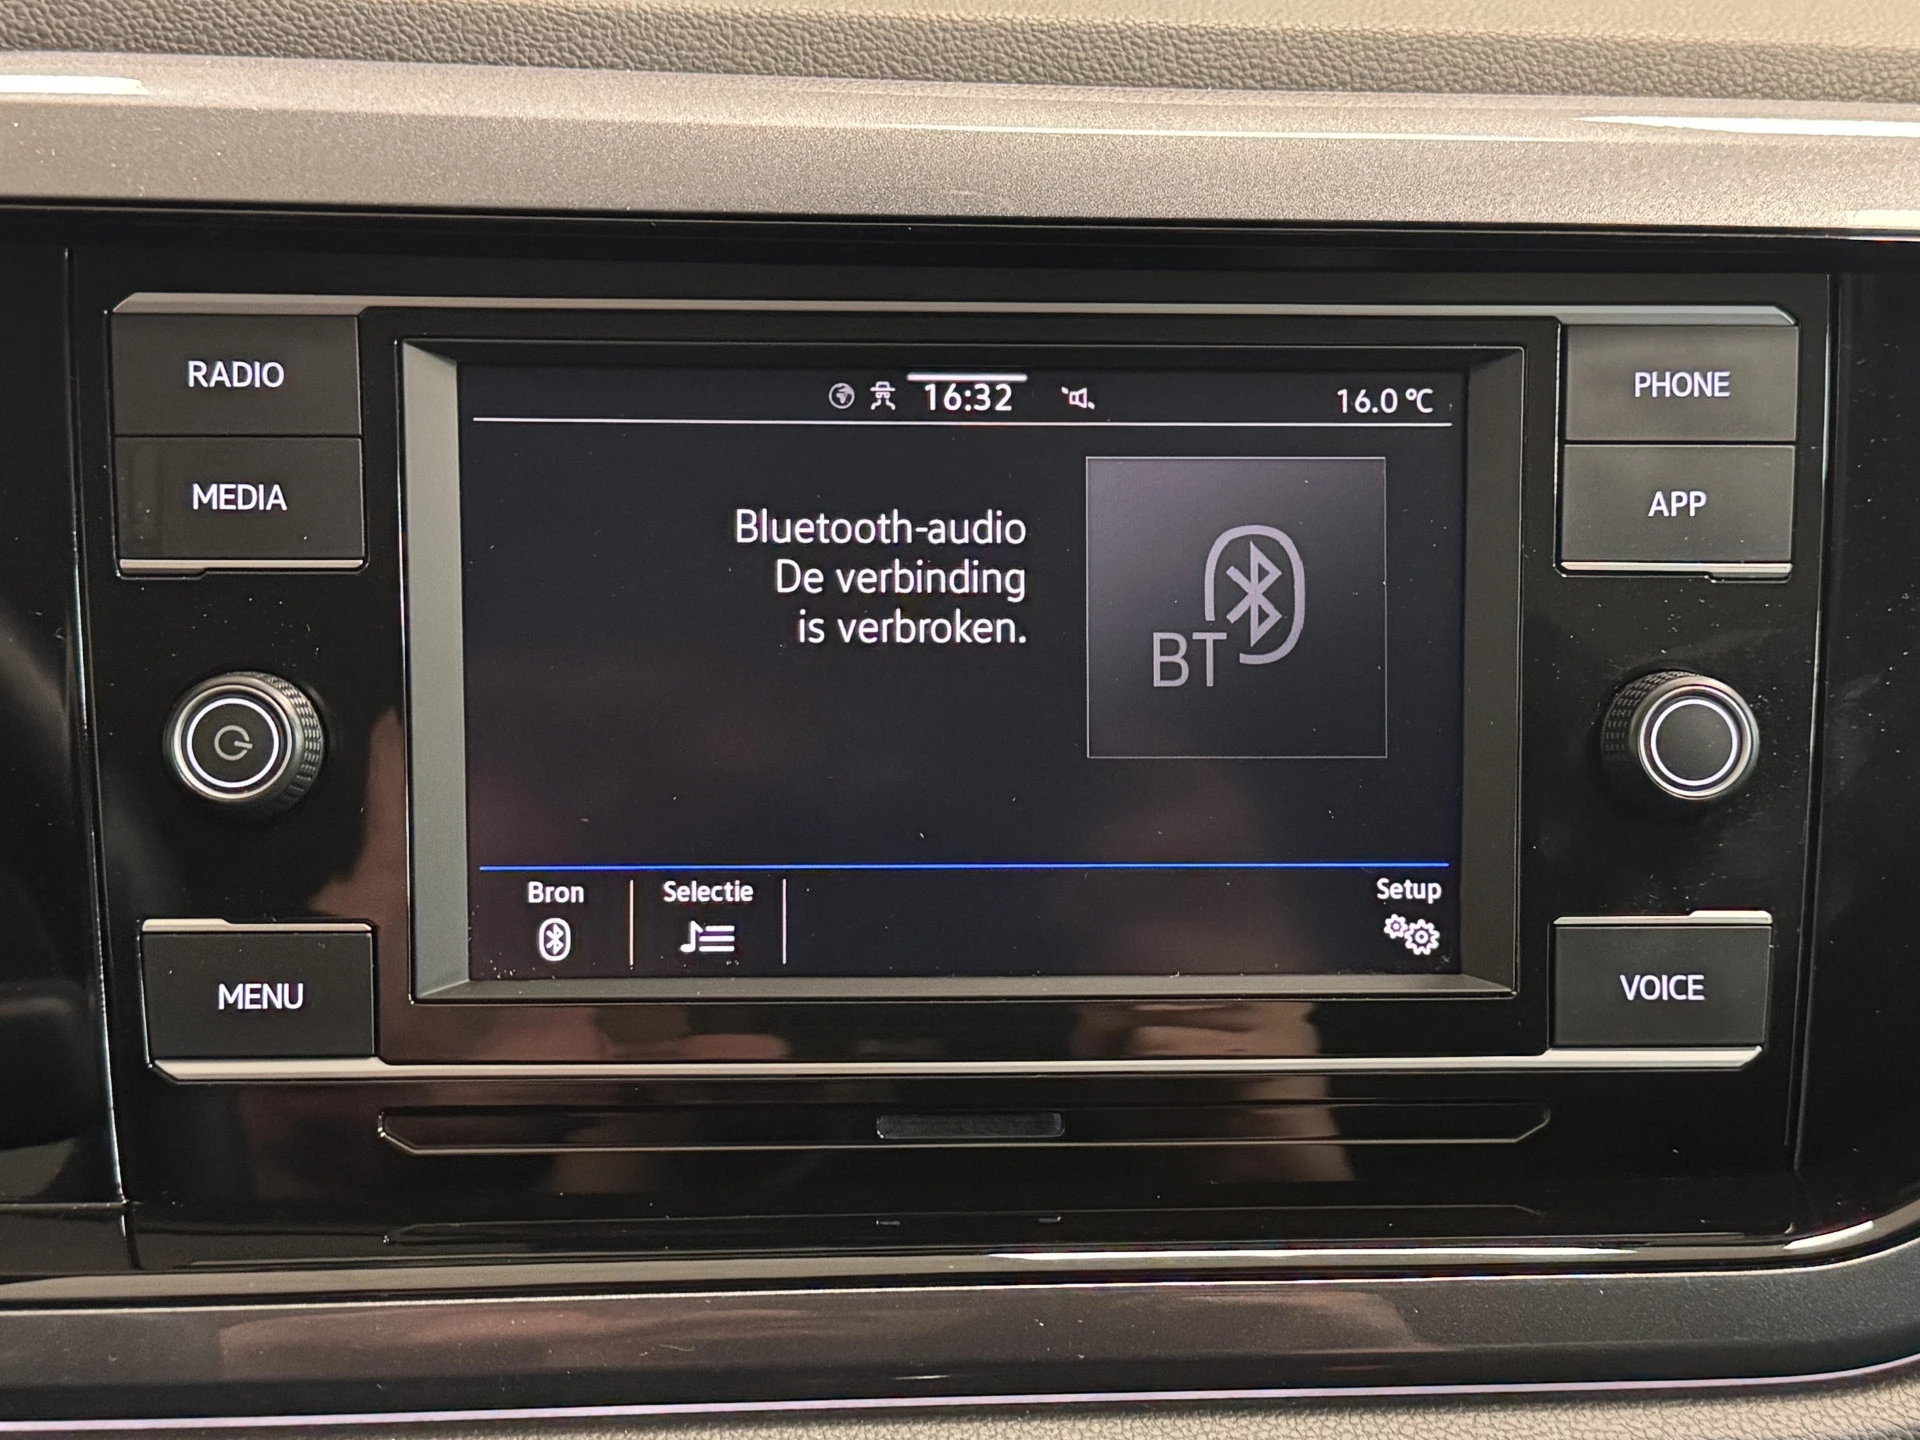 RADIO
MEDIA
MENU
16:32
16.0 °C
Bluetooth-audio
De verbinding
is verbroken.
BT
Bron
Selectie
Setup
PHONE
APP
VOICE